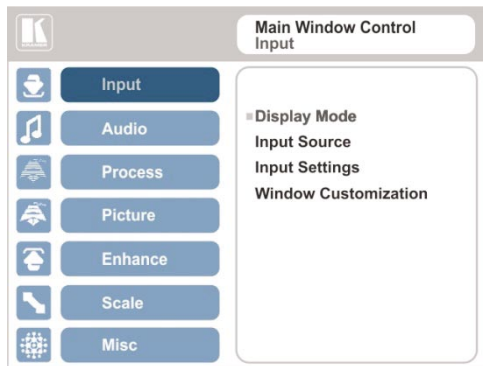 KRAMER
Main Window Control
Input
Input
Audio
Process
Picture
Enhance
Scale
Misc
Display Mode
Input Source
Input Settings
Window Customization